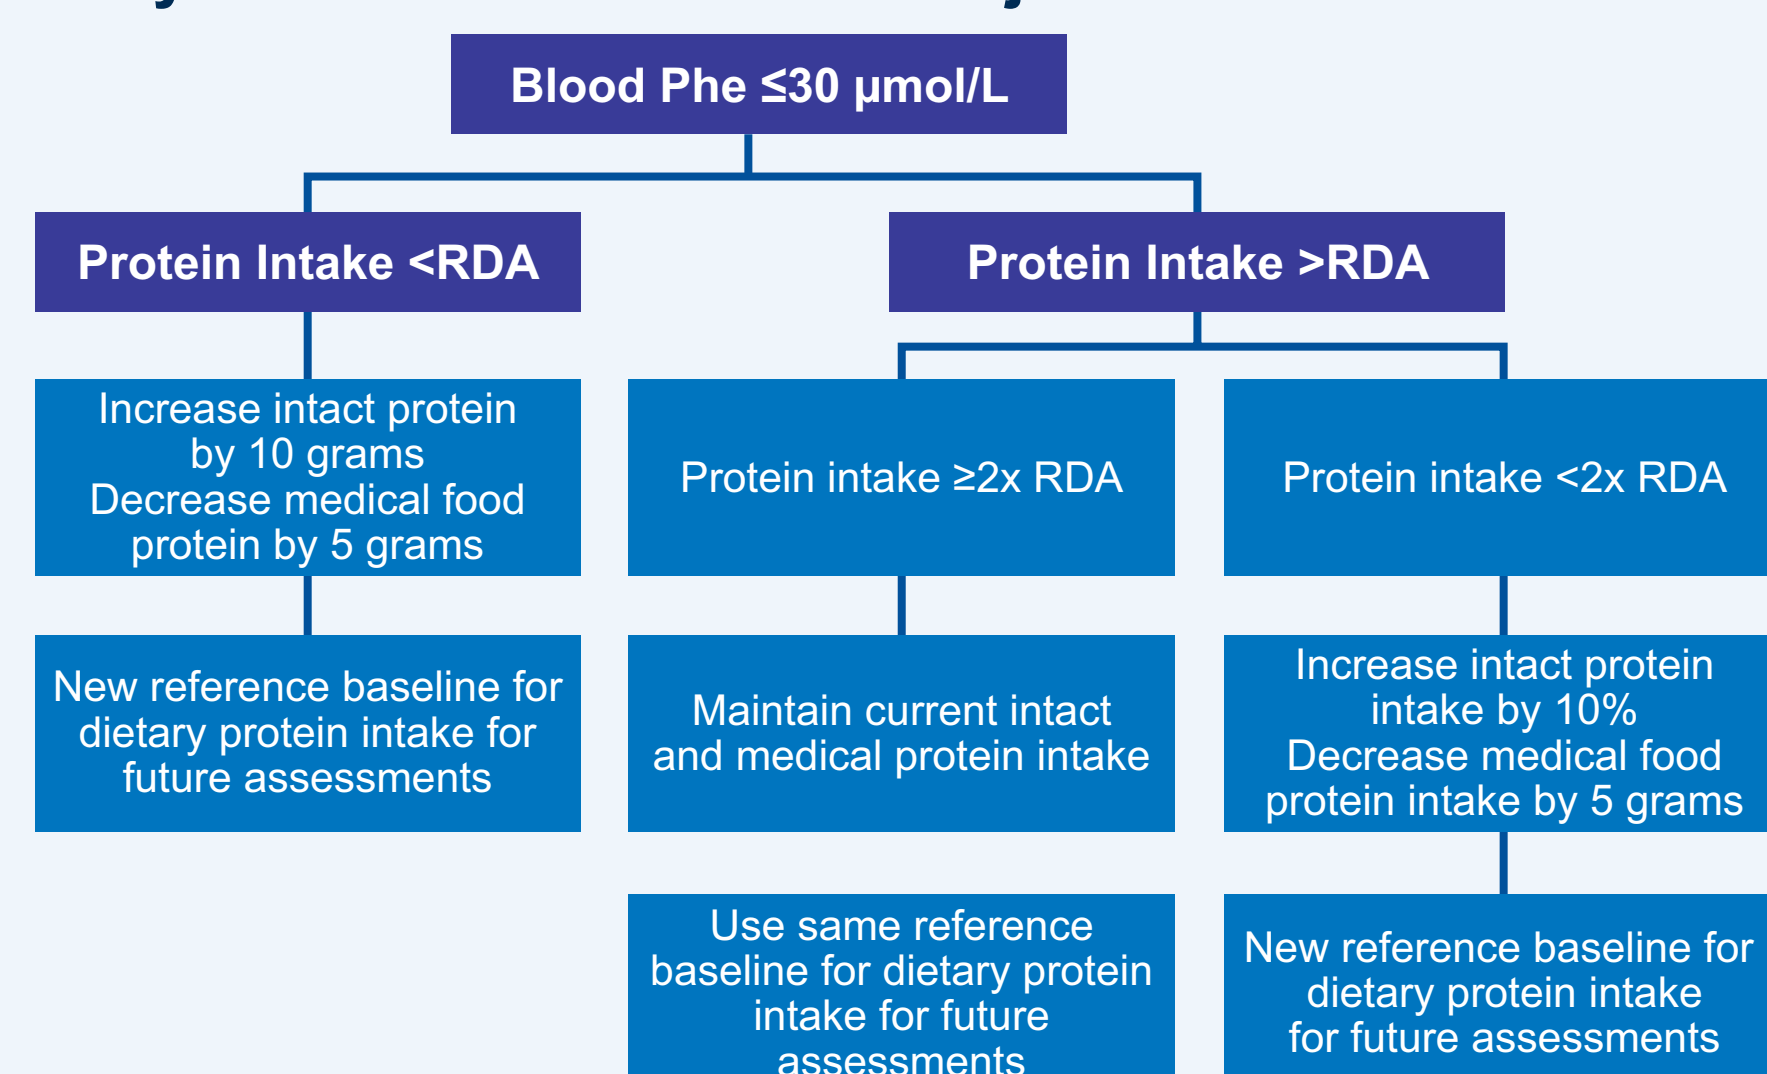 Blood Phe ≤30 µmol/L
Protein Intake <RDA
Protein Intake >RDA
Increase intact protein
by 10 grams
Decrease medical food
protein by 5 grams
Protein intake ≥2x RDA
Protein intake <2x RDA
New reference baseline for
dietary protein intake for
future assessments
Maintain current intact
and medical protein intake
Increase intact protein
intake by 10%
Decrease medical food
protein intake by 5 grams
Use same reference
baseline for dietary protein
intake for future
assessments
New reference baseline for
dietary protein intake
for future assessments